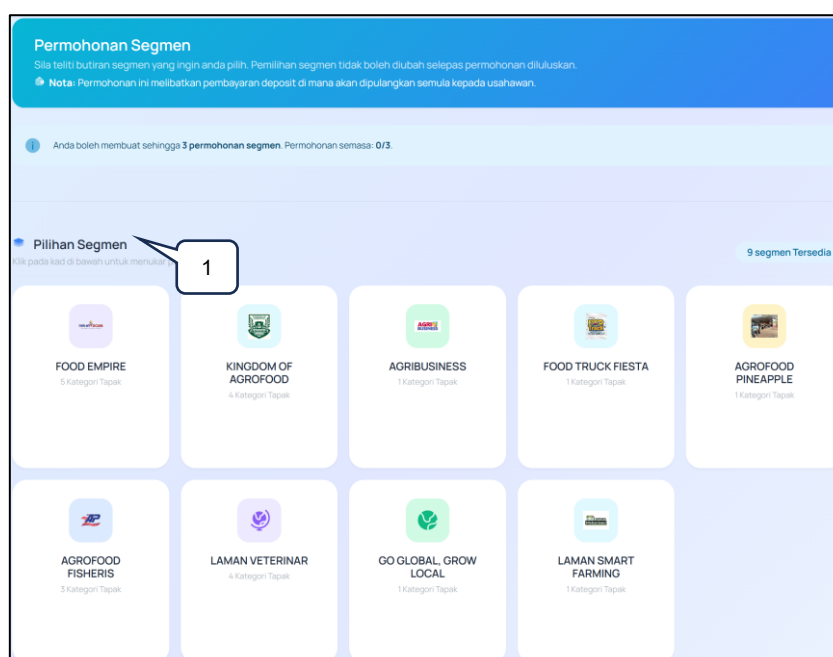 Permohonan Segmen
Sila teliti butiran segmen yang ingin anda pilih. Pemilihan segmen tidak boleh diubah selepas permohonan diluluskan.
Nota: Permohonan ini melibatkan pembayaran deposit di mana akan dipulangkan semula kepada usahawan.
Anda boleh membuat sehingga 3 permohonan segmen. Permohonan semasa: 0/3.
Pilihan Segmen
Klik pada kad di bawah untuk menukar
1
9 segmen Tersedia
FOOD EMPIRE
5 Kategori Tapak
KINGDOM OF
AGROFOOD
4 Kategori Tapak
AGRIBUSINESS
1 Kategori Tapak
FOOD TRUCK FIESTA
1 Kategori Tapak
AGROFOOD
PINEAPPLE
1 Kategori Tapak
AGROFOOD
FISHERIS
3 Kategori Tapak
LAMAN VETERINAR
4 Kategori Tapak
GO GLOBAL, GROW
LOCAL
1 Kategori Tapak
LAMAN SMART
FARMING
1 Kategori Tapak